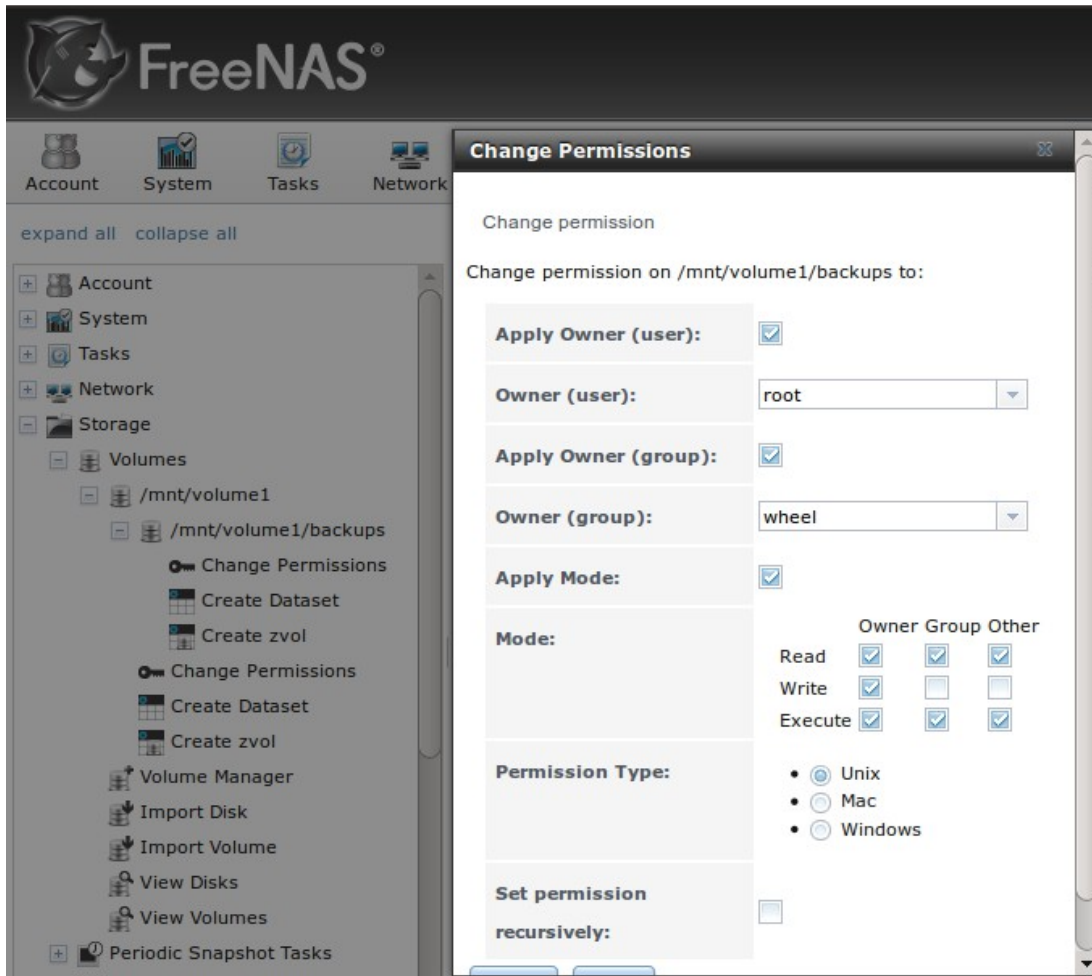 FreeNAS®
Account System Tasks Network
expand all collapse all
Account
System
Tasks
Network
Storage
Volumes
/mnt/volume1
/mnt/volume1/backups
Change Permissions
Create Dataset
Create zvol
Change Permissions
Create Dataset
Create zvol
Volume Manager
Import Disk
Import Volume
View Disks
View Volumes
Periodic Snapshot Tasks
Change Permissions
Change permission
Change permission on /mnt/volume1/backups to:
Apply Owner (user):
Owner (user): root
Apply Owner (group):
Owner (group): wheel
Apply Mode:
Mode:
Owner Group Other
Read
Write
Execute
Permission Type:
• Unix
• Mac
• Windows
Set permission
recursively: